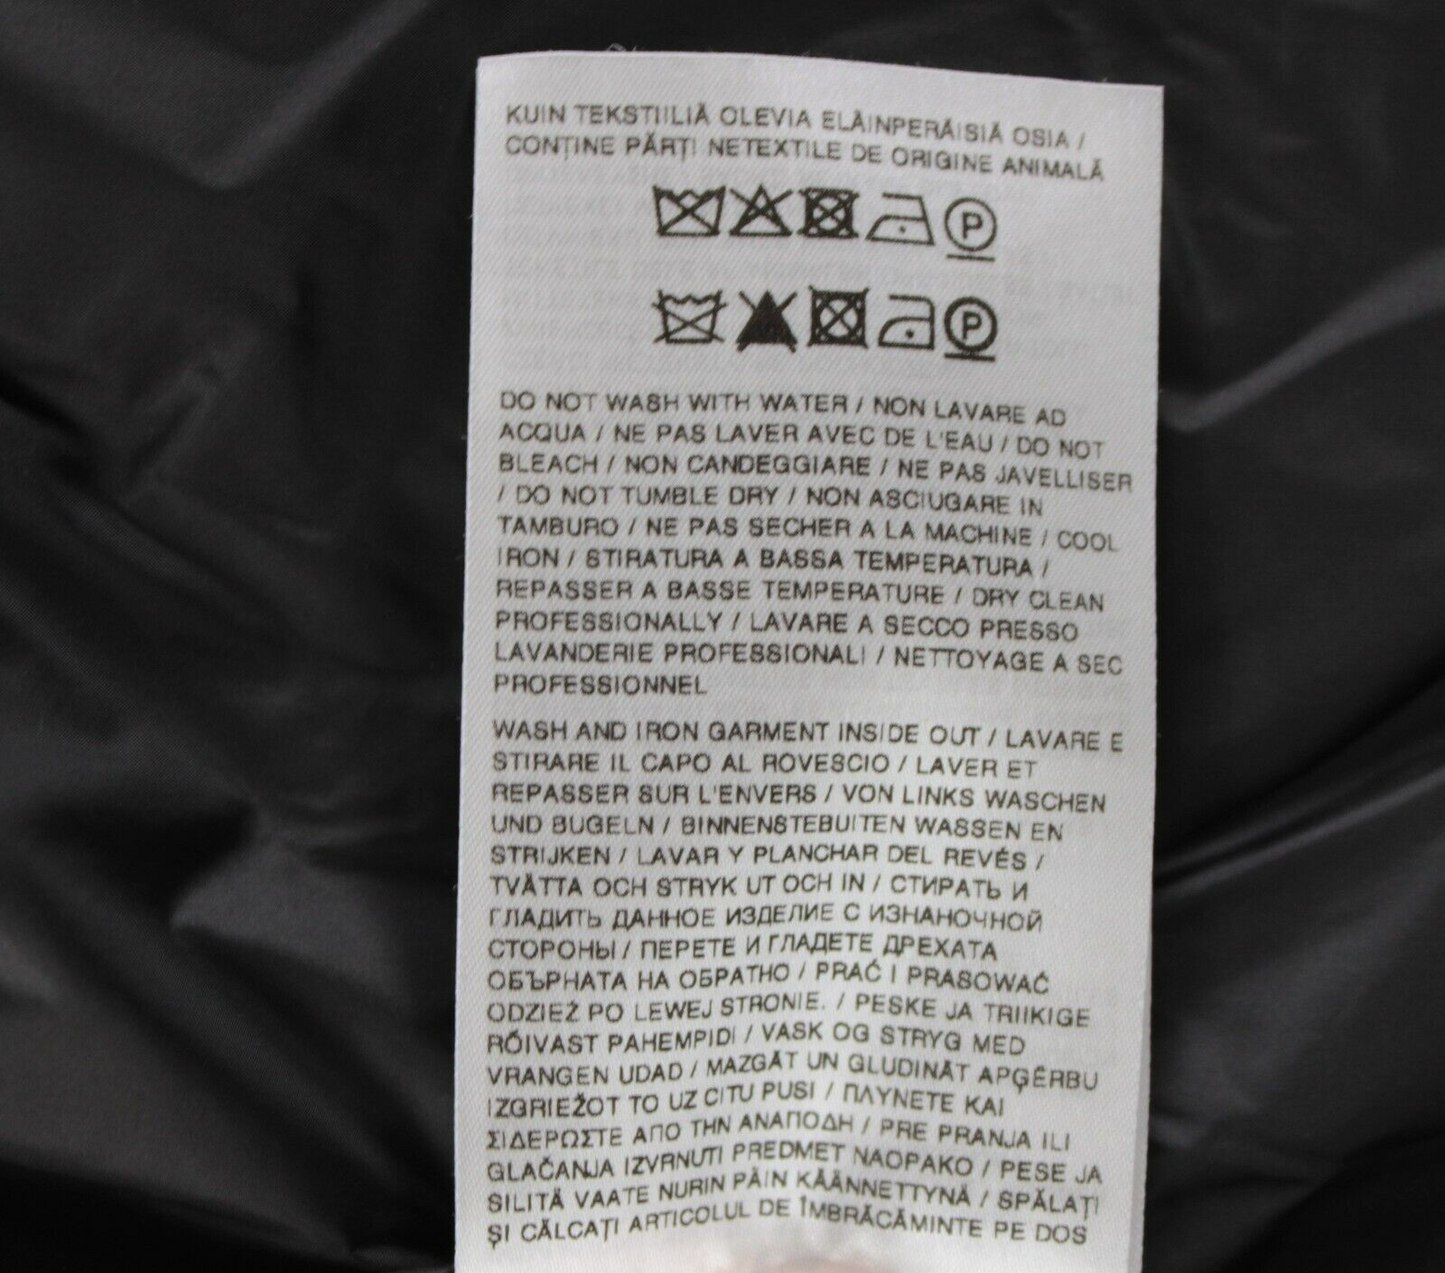 KUIN TEKSTIILIÄ OLEVIA ELÄINPERÄISIÄ OSIA /
CONȚINE PĂRȚI NETEXTILE DE ORIGINE ANIMALĂ
P
P
DO NOT WASH WITH WATER / NON LAVARE AD
ACQUA / NE PAS LAVER AVEC DE L'EAU / DO NOT
BLEACH / NON CANDEGGIARE / NE PAS JAVELLISER
/ DO NOT TUMBLE DRY / NON ASCIUGARE IN
TAMBURO / NE PAS SECHER A LA MACHINE / COOL
IRON / STIRATURA A BASSA TEMPERATURA /
REPASSER A BASSE TEMPERATURE / DRY CLEAN
PROFESSIONALLY / LAVARE A SECCO PRESSO
LAVANDERIE PROFESSIONALI / NETTOYAGE A SEC
PROFESSIONNEL
WASH AND IRON GARMENT INSIDE OUT / LAVARE E
STIRARE IL CAPO AL ROVESCIO / LAVER ET
REPASSER SUR L'ENVERS / VON LINKS WASCHEN
UND BUGELN / BINNENSTEBUITEN WASSEN EN
STRIJKEN / LAVAR Y PLANCHAR DEL REVÉS /
TVÄTTA OCH STRYK UT OCH IN / СТИРАТЬ И
ГЛАДИТЬ ДАННОЕ ИЗДЕЛИЕ С ИЗНАНОЧНОЙ
СТОРОНЫ / ПЕРЕТЕ И ГЛАДЕТЕ ДРЕХАТА
ОБЪРНАТА НА ОБРАТНО / PRAĆ I PRASOWAĆ
ODZIEŻ PO LEWEJ STRONIE. / PESKE JA TRIIKIGE
RÕIVAST PAHEMPIDI / VASK OG STRYG MED
VRANGEN UDAD / MAZGĀT UN GLUDINĀT APĢĒRBU
IZGRIEŽOT TO UZ CITU PUSI / ΠΛΥΝΕΤΕ ΚΑΙ
ΣΙΔΕΡΩΣΤΕ ΑΠΟ ΤΗΝ ΑΝΑΠΟΔΗ / PRE PRANJA ILI
GLAČANJA IZVRNUTI PREDMET NAOPAKO / PESE JA
SILITÄ VAATE NURIN PÄIN KÄÄNNETTYNÄ / SPĂLAȚI
ȘI CĂLCAȚI ARTICOLUL DE ÎMBRĂCĂMINTE PE DOS